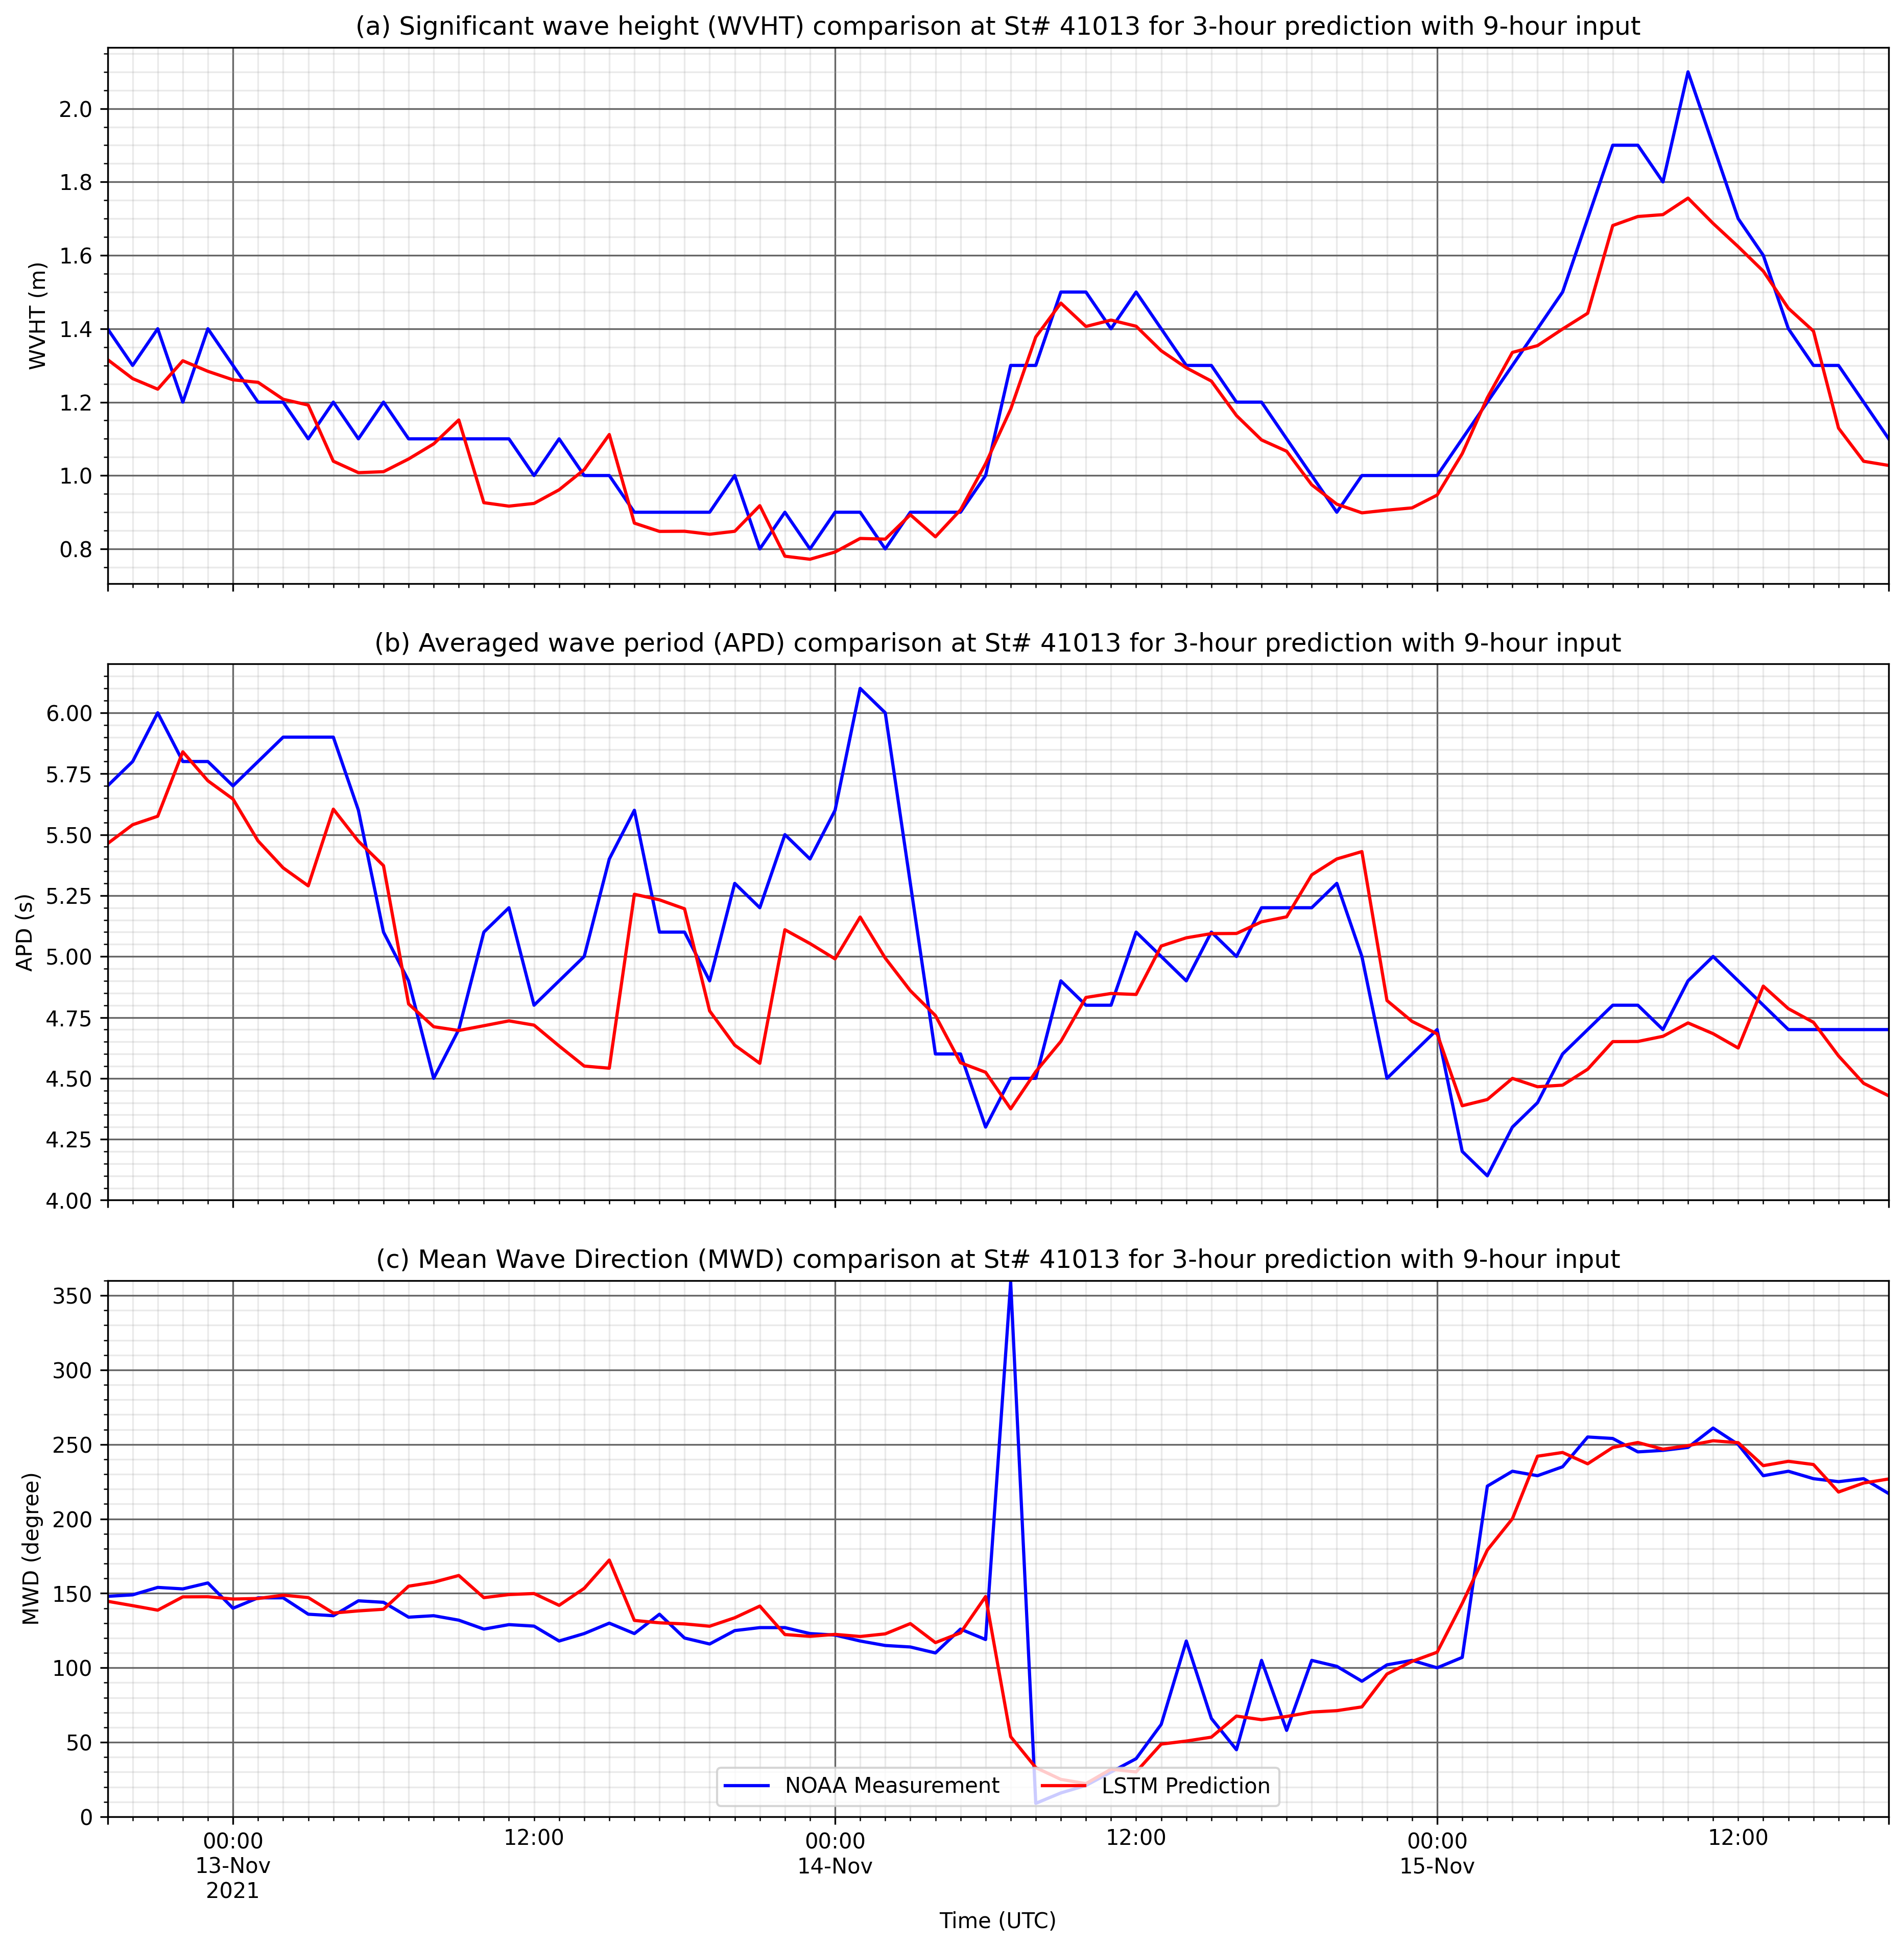 (a) Significant wave height (WVHT) comparison at St# 41013 for 3-hour prediction with 9-hour input
2.0
1.8
1.6
1.4
1.2
1.0
0.8
WVHT (m)
(b) Averaged wave period (APD) comparison at St# 41013 for 3-hour prediction with 9-hour input
6.00
5.75
5.50
5.25
5.00
4.75
4.50
4.25
4.00
APD (s)
(c) Mean Wave Direction (MWD) comparison at St# 41013 for 3-hour prediction with 9-hour input
350
300
250
200
150
100
50
0
MWD (degree)
NOAA Measurement LSTM Prediction
00:00 12:00 00:00 12:00 00:00 12:00
13-Nov 14-Nov 15-Nov
2021
Time (UTC)